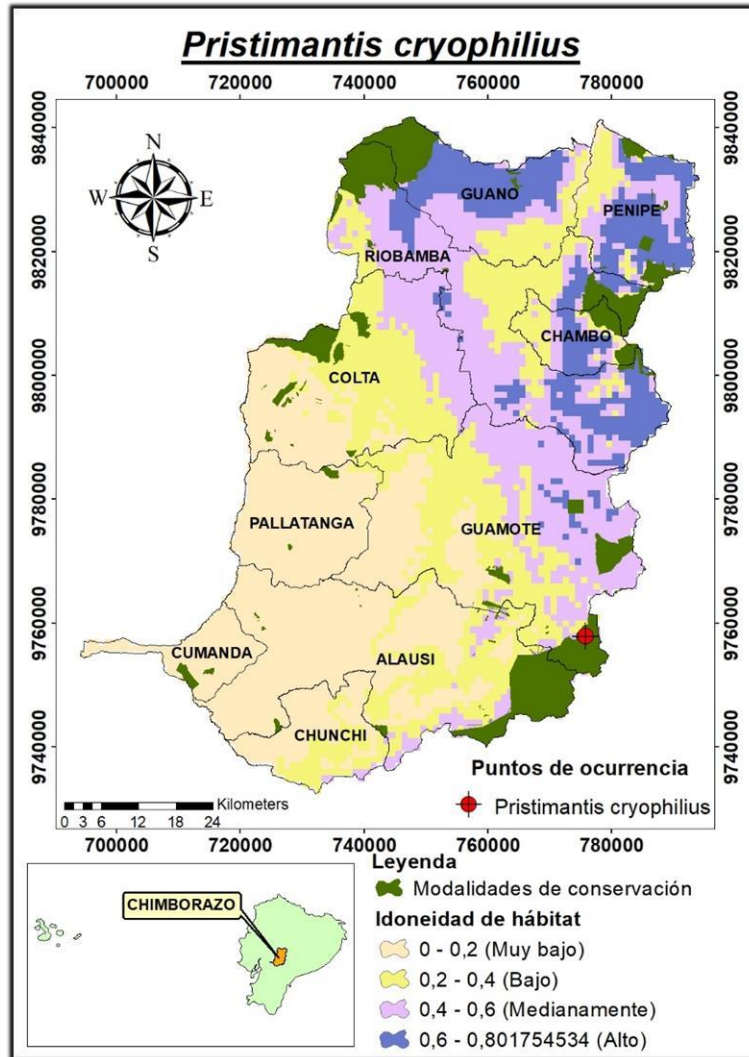 Pristimantis cryophilius
700000 720000 740000 760000 780000
9840000 9840000
N
W E
S
GUANO
PENIPE
9820000 9820000
RIOBAMBA
CHAMBO
9800000 9800000
COLTA
9780000 9780000
PALLATANGA
GUAMOTE
9760000 9760000
CUMANDA
ALAUSI
9740000 9740000
CHUNCHI
Puntos de ocurrencia
Pristimantis cryophilius
Kilometers
0 3 6 12 18 24
700000 720000 740000 760000 780000
CHIMBORAZO
Leyenda
Modalidades de conservación
Idoneidad de hábitat
0 - 0,2 (Muy bajo)
0,2 - 0,4 (Bajo)
0,4 - 0,6 (Medianamente)
0,6 - 0,801754534 (Alto)